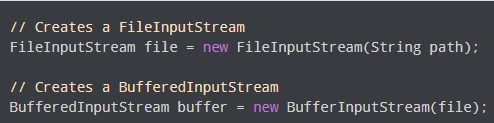 // Creates a FileInputStream
FileInputStream file = new FileInputStream(String path);
// Creates a BufferedInputStream
BufferedInputStream buffer = new BufferInputStream(file);